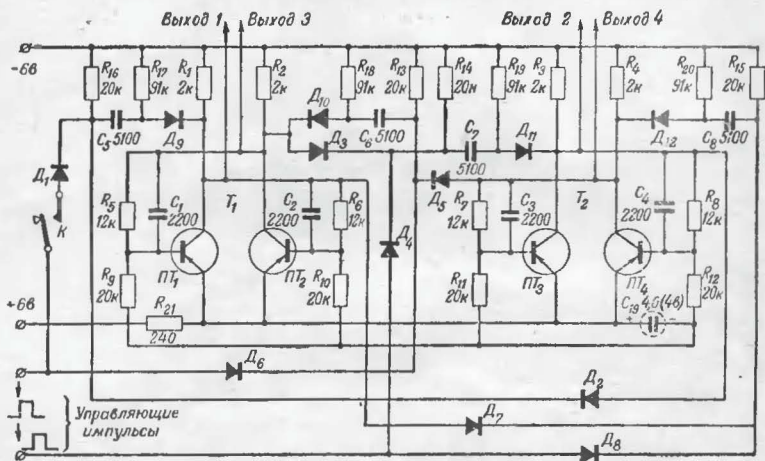 Выход 1 Выход 3 Выход 2 Выход 4
-6в
R16 20к R17 91к R1 2к R2 2к R18 91к R13 20к R14 20к R19 91к R3 2к R4 2к R20 91к R15 20к
C5 5100 Д9 Д10 Д3 C6 5100 C7 5100 Д11 Д12 C8 5100
Д1 К
R5 12к C1 2200 T1 C2 2200 R6 12к Д4 Д5 R7 12к C3 2200 T2 C4 2200 R8 12к
R9 20к ПТ1 ПТ2 R10 20к R11 20к ПТ3 ПТ4 R12 20к
+6в R21 240 C19 + -
Д6
Д2
Д7
Д8
Управляющие
импульсы